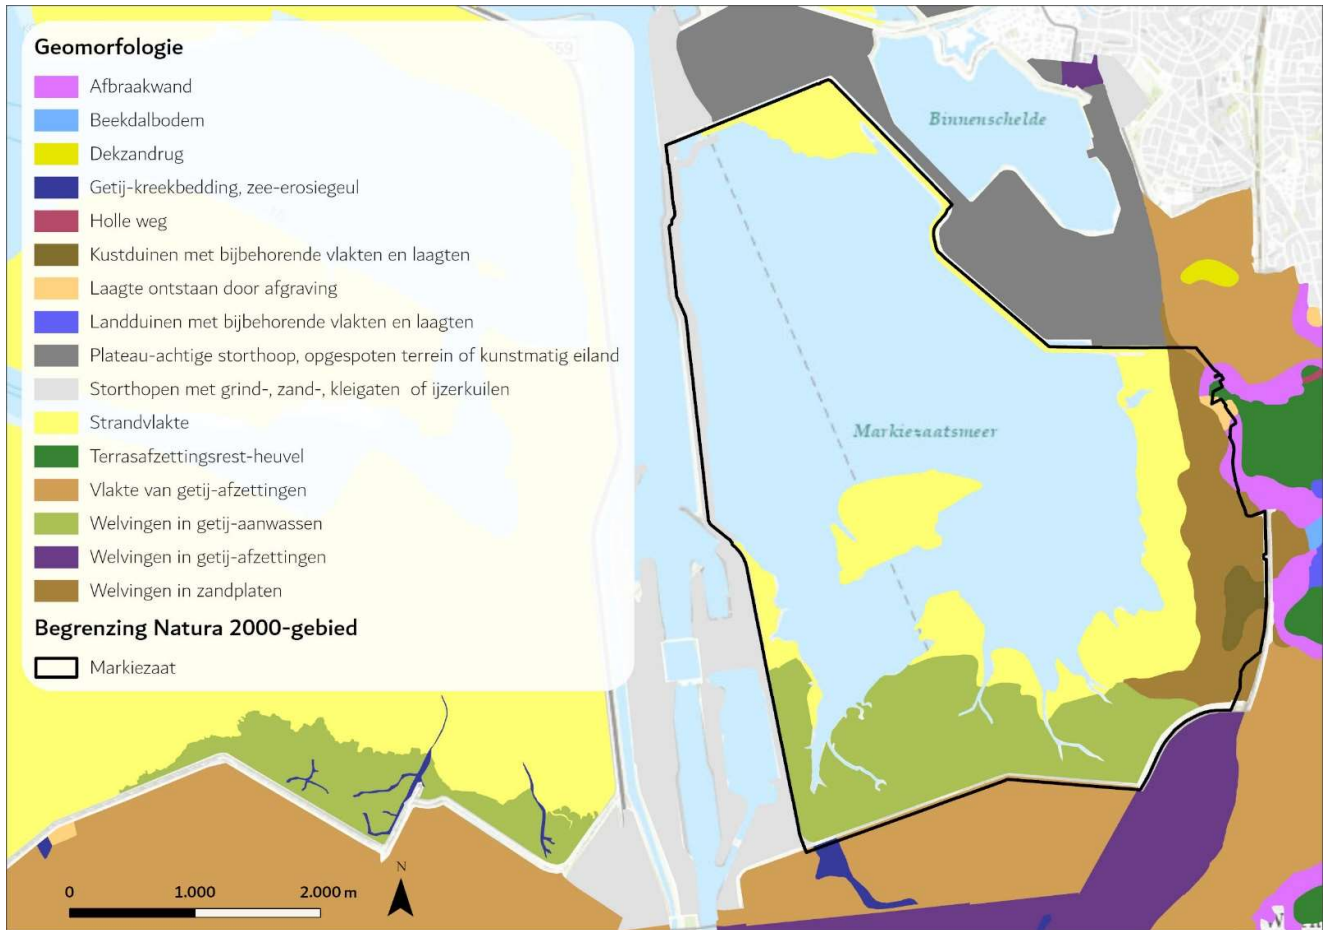 Geomorfologie
Afbraakwand
Beekdalbodem
Dekzandrug
Getij-kreekbedding, zee-erosiegeul
Holle weg
Kustduinen met bijbehorende vlakten en laagten
Laagte ontstaan door afgraving
Landduinen met bijbehorende vlakten en laagten
Plateau-achtige storthoop, opgespoten terrein of kunstmatig eiland
Storthopen met grind-, zand-, kleigaten of ijzerkuilen
Strandvlakte
Terrasafzettingsrest-heuvel
Vlakte van getij-afzettingen
Welvingen in getij-aanwassen
Welvingen in getij-afzettingen
Welvingen in zandplaten
Begrenzing Natura 2000-gebied
Markiezaat
Binnenschelde
Markiezaatsmeer
N
0 1.000 2.000 m